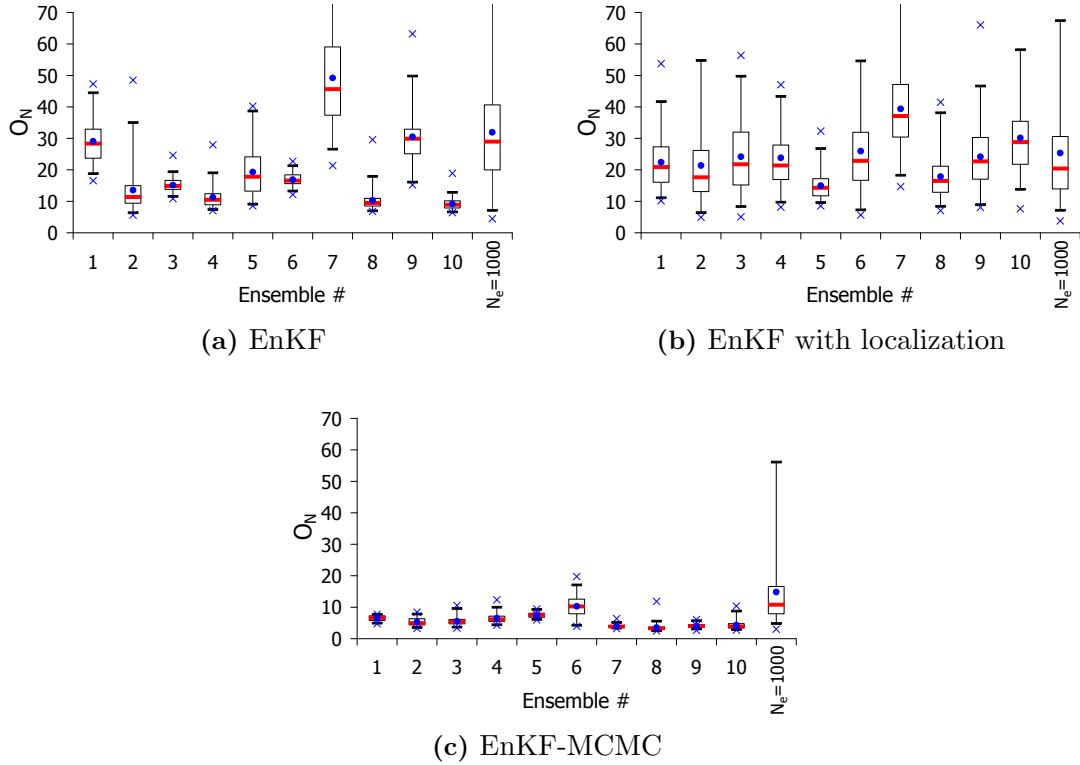 70
60
50
40
30
20
10
0
O_N
1 2 3 4 5 6 7 8 9 10 N_e=1000
Ensemble #
(a) EnKF
70
60
50
40
30
20
10
0
O_N
1 2 3 4 5 6 7 8 9 10 N_e=1000
Ensemble #
(b) EnKF with localization
70
60
50
40
30
20
10
0
O_N
1 2 3 4 5 6 7 8 9 10 N_e=1000
Ensemble #
(c) EnKF-MCMC